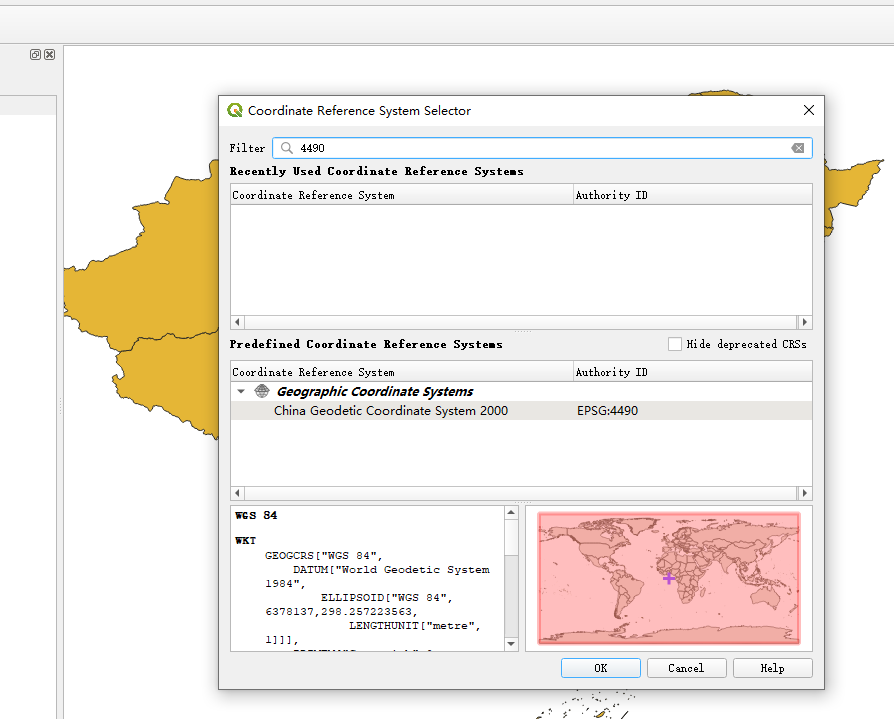 Coordinate Reference System Selector
Filter 4490
Recently Used Coordinate Reference Systems
Coordinate Reference System Authority ID
Predefined Coordinate Reference Systems Hide deprecated CRSs
Coordinate Reference System Authority ID
Geographic Coordinate Systems
China Geodetic Coordinate System 2000 EPSG:4490
WGS 84
WKT
GEOGCRS["WGS 84",
DATUM["World Geodetic System
1984",
ELLIPSOID["WGS 84",
6378137,298.257223563,
LENGTHUNIT["metre",
1]]],
OK Cancel Help